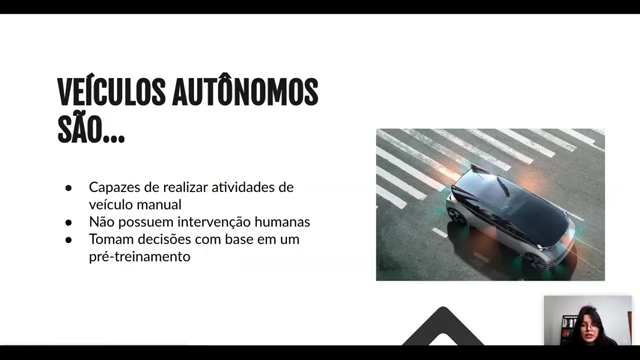 VEÍCULOS AUTÔNOMOS
SÃO...
● Capazes de realizar atividades de
veículo manual
● Não possuem intervenção humanas
● Tomam decisões com base em um
pré-treinamento